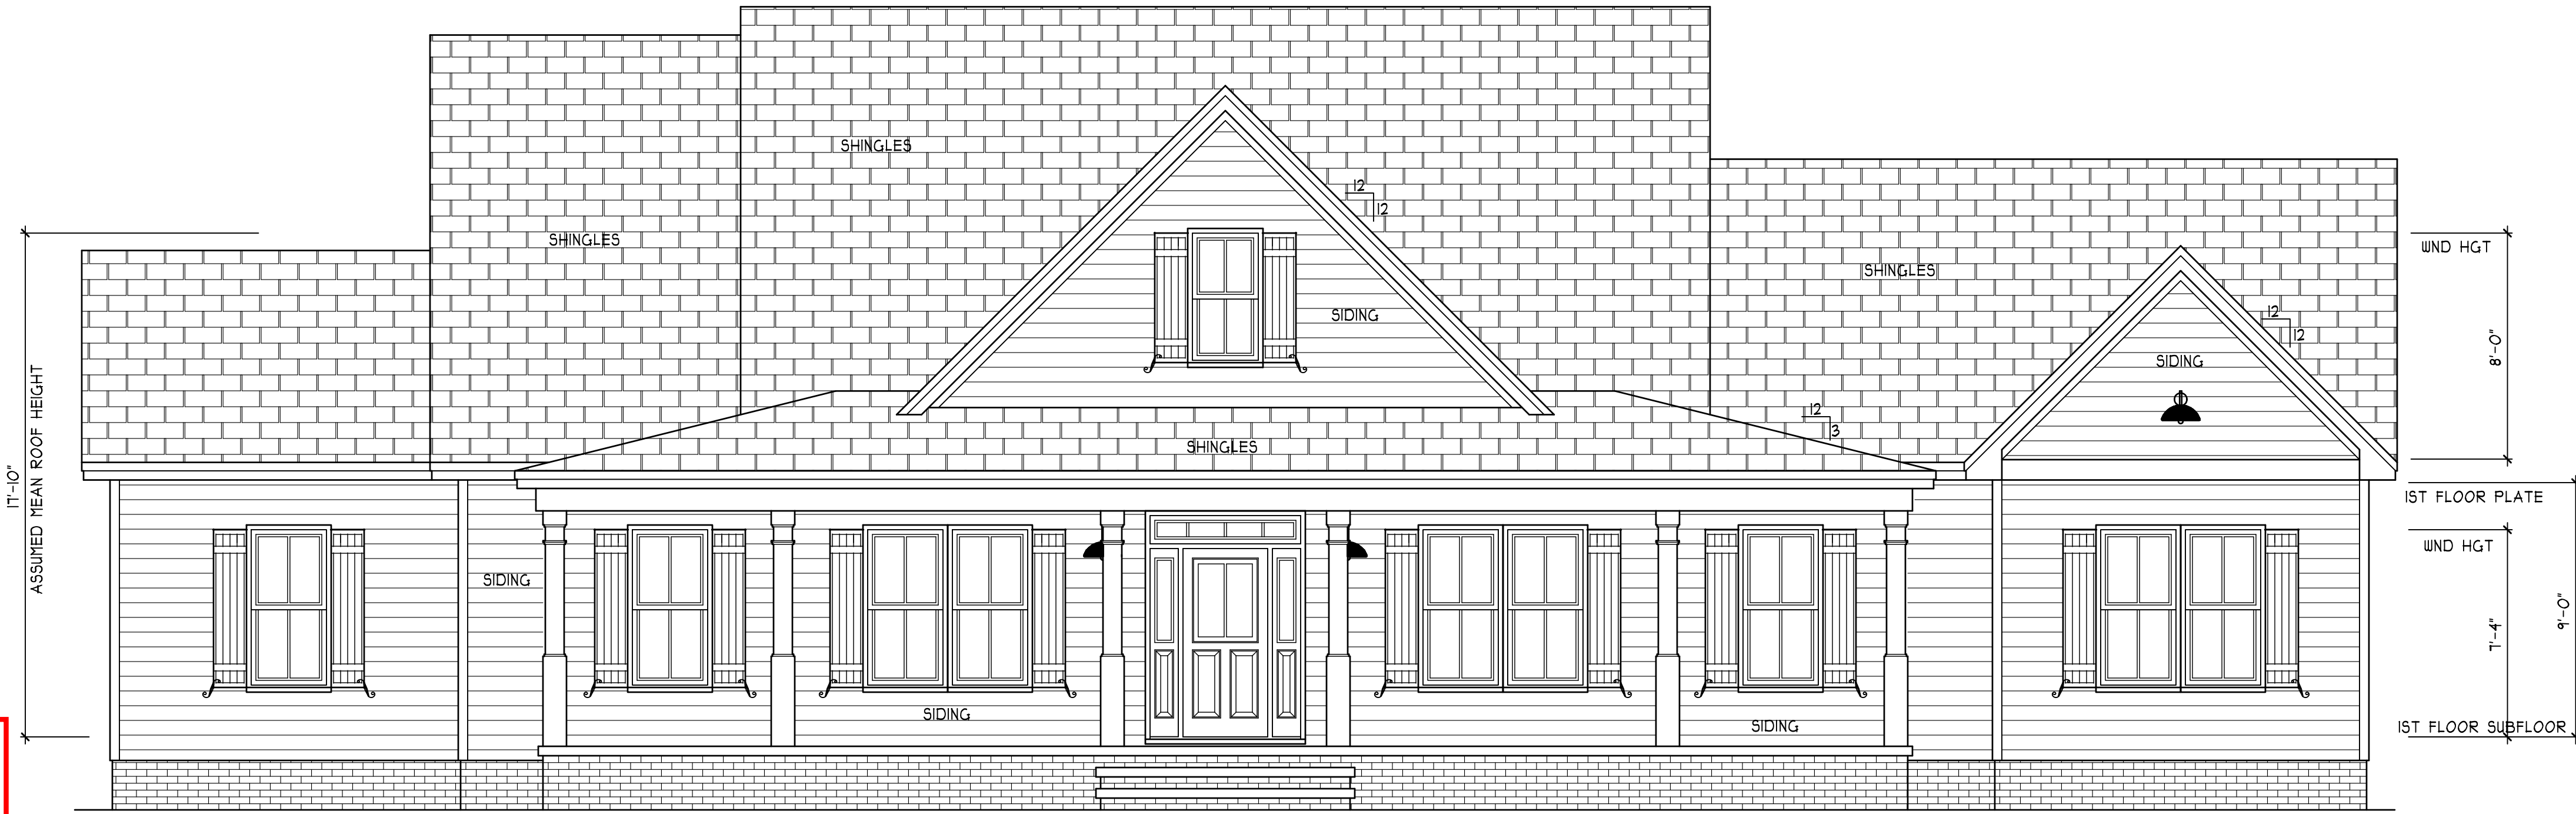 SHINGLES
12
12
SHINGLES
WND HGT
SHINGLES
SIDING
12
12
8'-0"
SIDING
12
3
SHINGLES
17'-10"
ASSUMED MEAN ROOF HEIGHT
1ST FLOOR PLATE
WND HGT
SIDING
9'-0"
7'-4"
SIDING
SIDING
1ST FLOOR SUBFLOOR